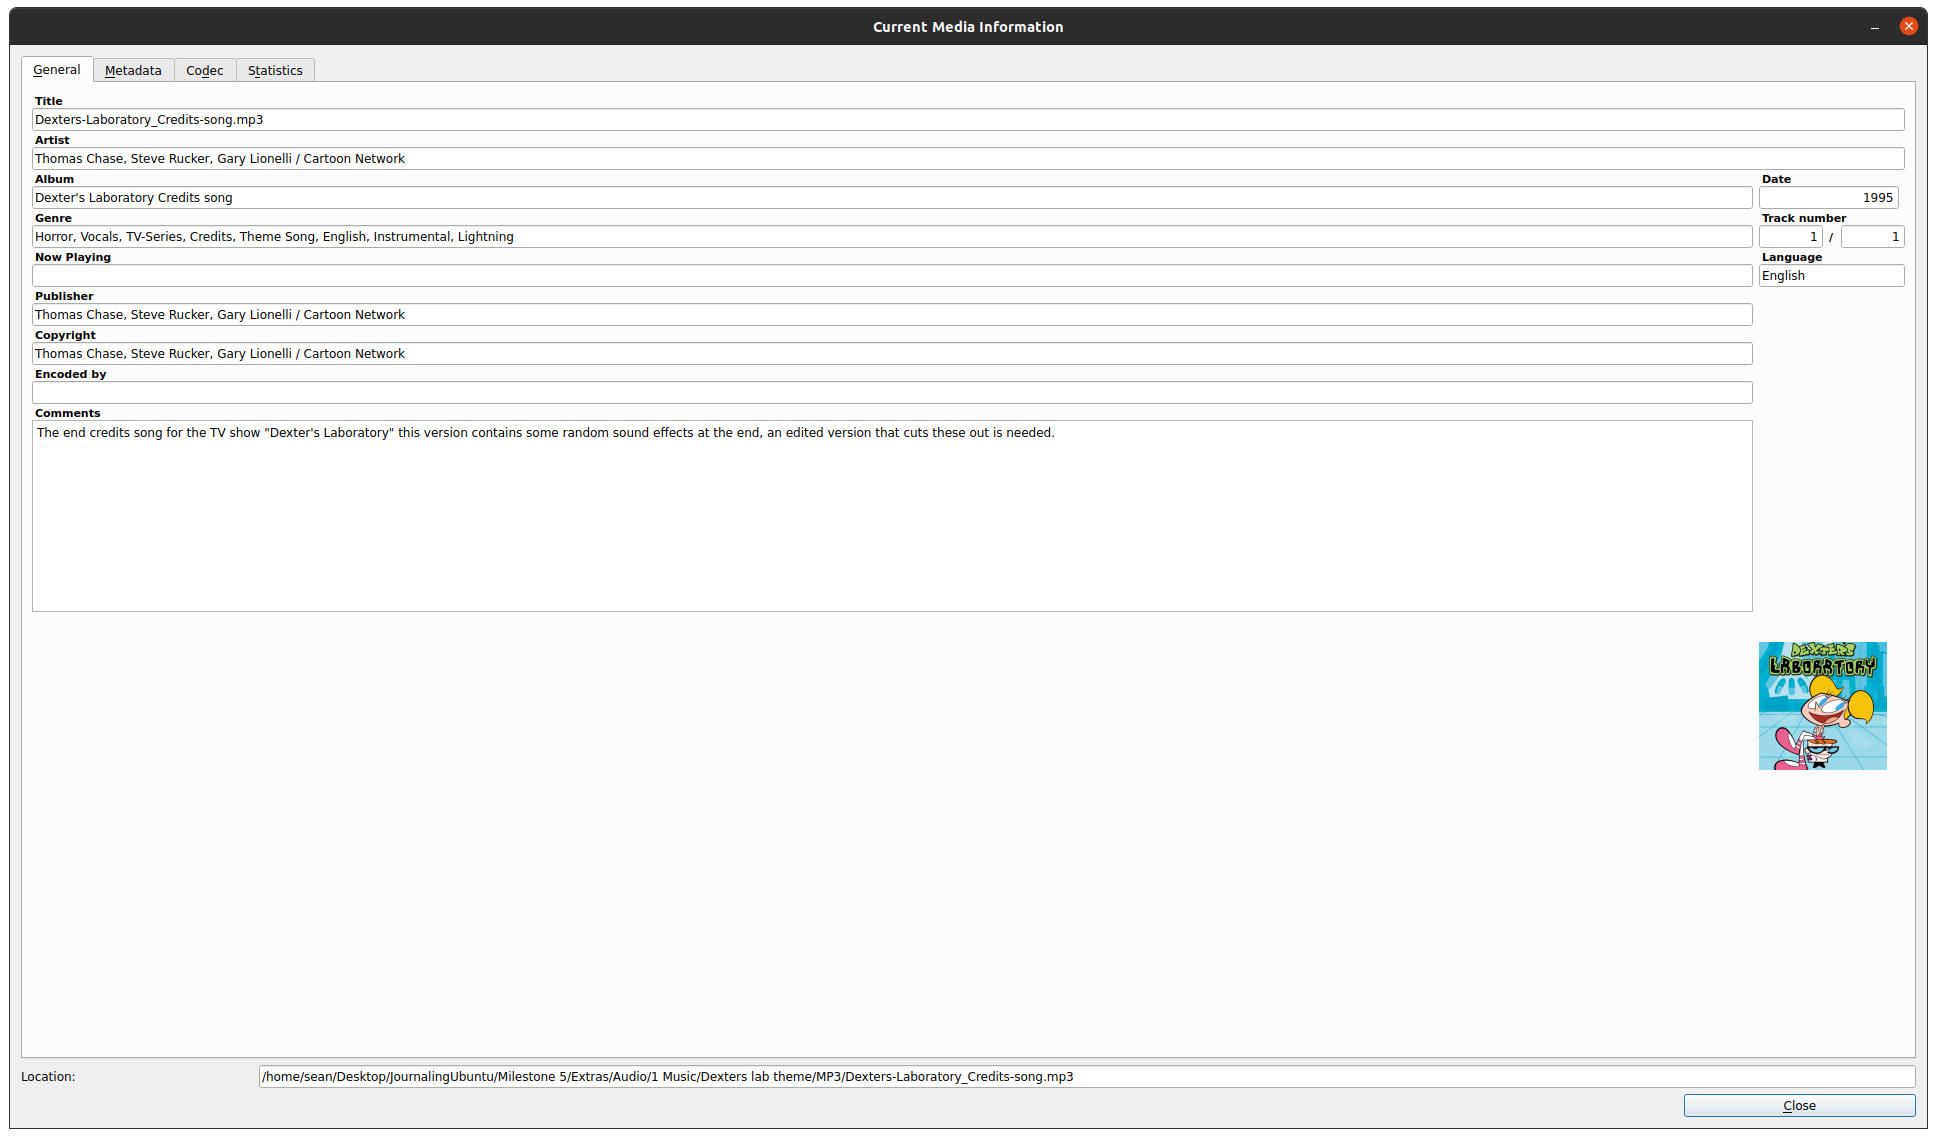 Current Media Information
General Metadata Codec Statistics
Title
Dexters-Laboratory_Credits-song.mp3
Artist
Thomas Chase, Steve Rucker, Gary Lionelli / Cartoon Network
Album Date
Dexter's Laboratory Credits song 1995
Genre Track number
Horror, Vocals, TV-Series, Credits, Theme Song, English, Instrumental, Lightning 1 / 1
Now Playing Language
English
Publisher
Thomas Chase, Steve Rucker, Gary Lionelli / Cartoon Network
Copyright
Thomas Chase, Steve Rucker, Gary Lionelli / Cartoon Network
Encoded by
Comments
The end credits song for the TV show "Dexter's Laboratory" this version contains some random sound effects at the end, an edited version that cuts these out is needed.
DEXTERS
LABORATORY
Location: /home/sean/Desktop/JournalingUbuntu/Milestone 5/Extras/Audio/1 Music/Dexters lab theme/MP3/Dexters-Laboratory_Credits-song.mp3
Close